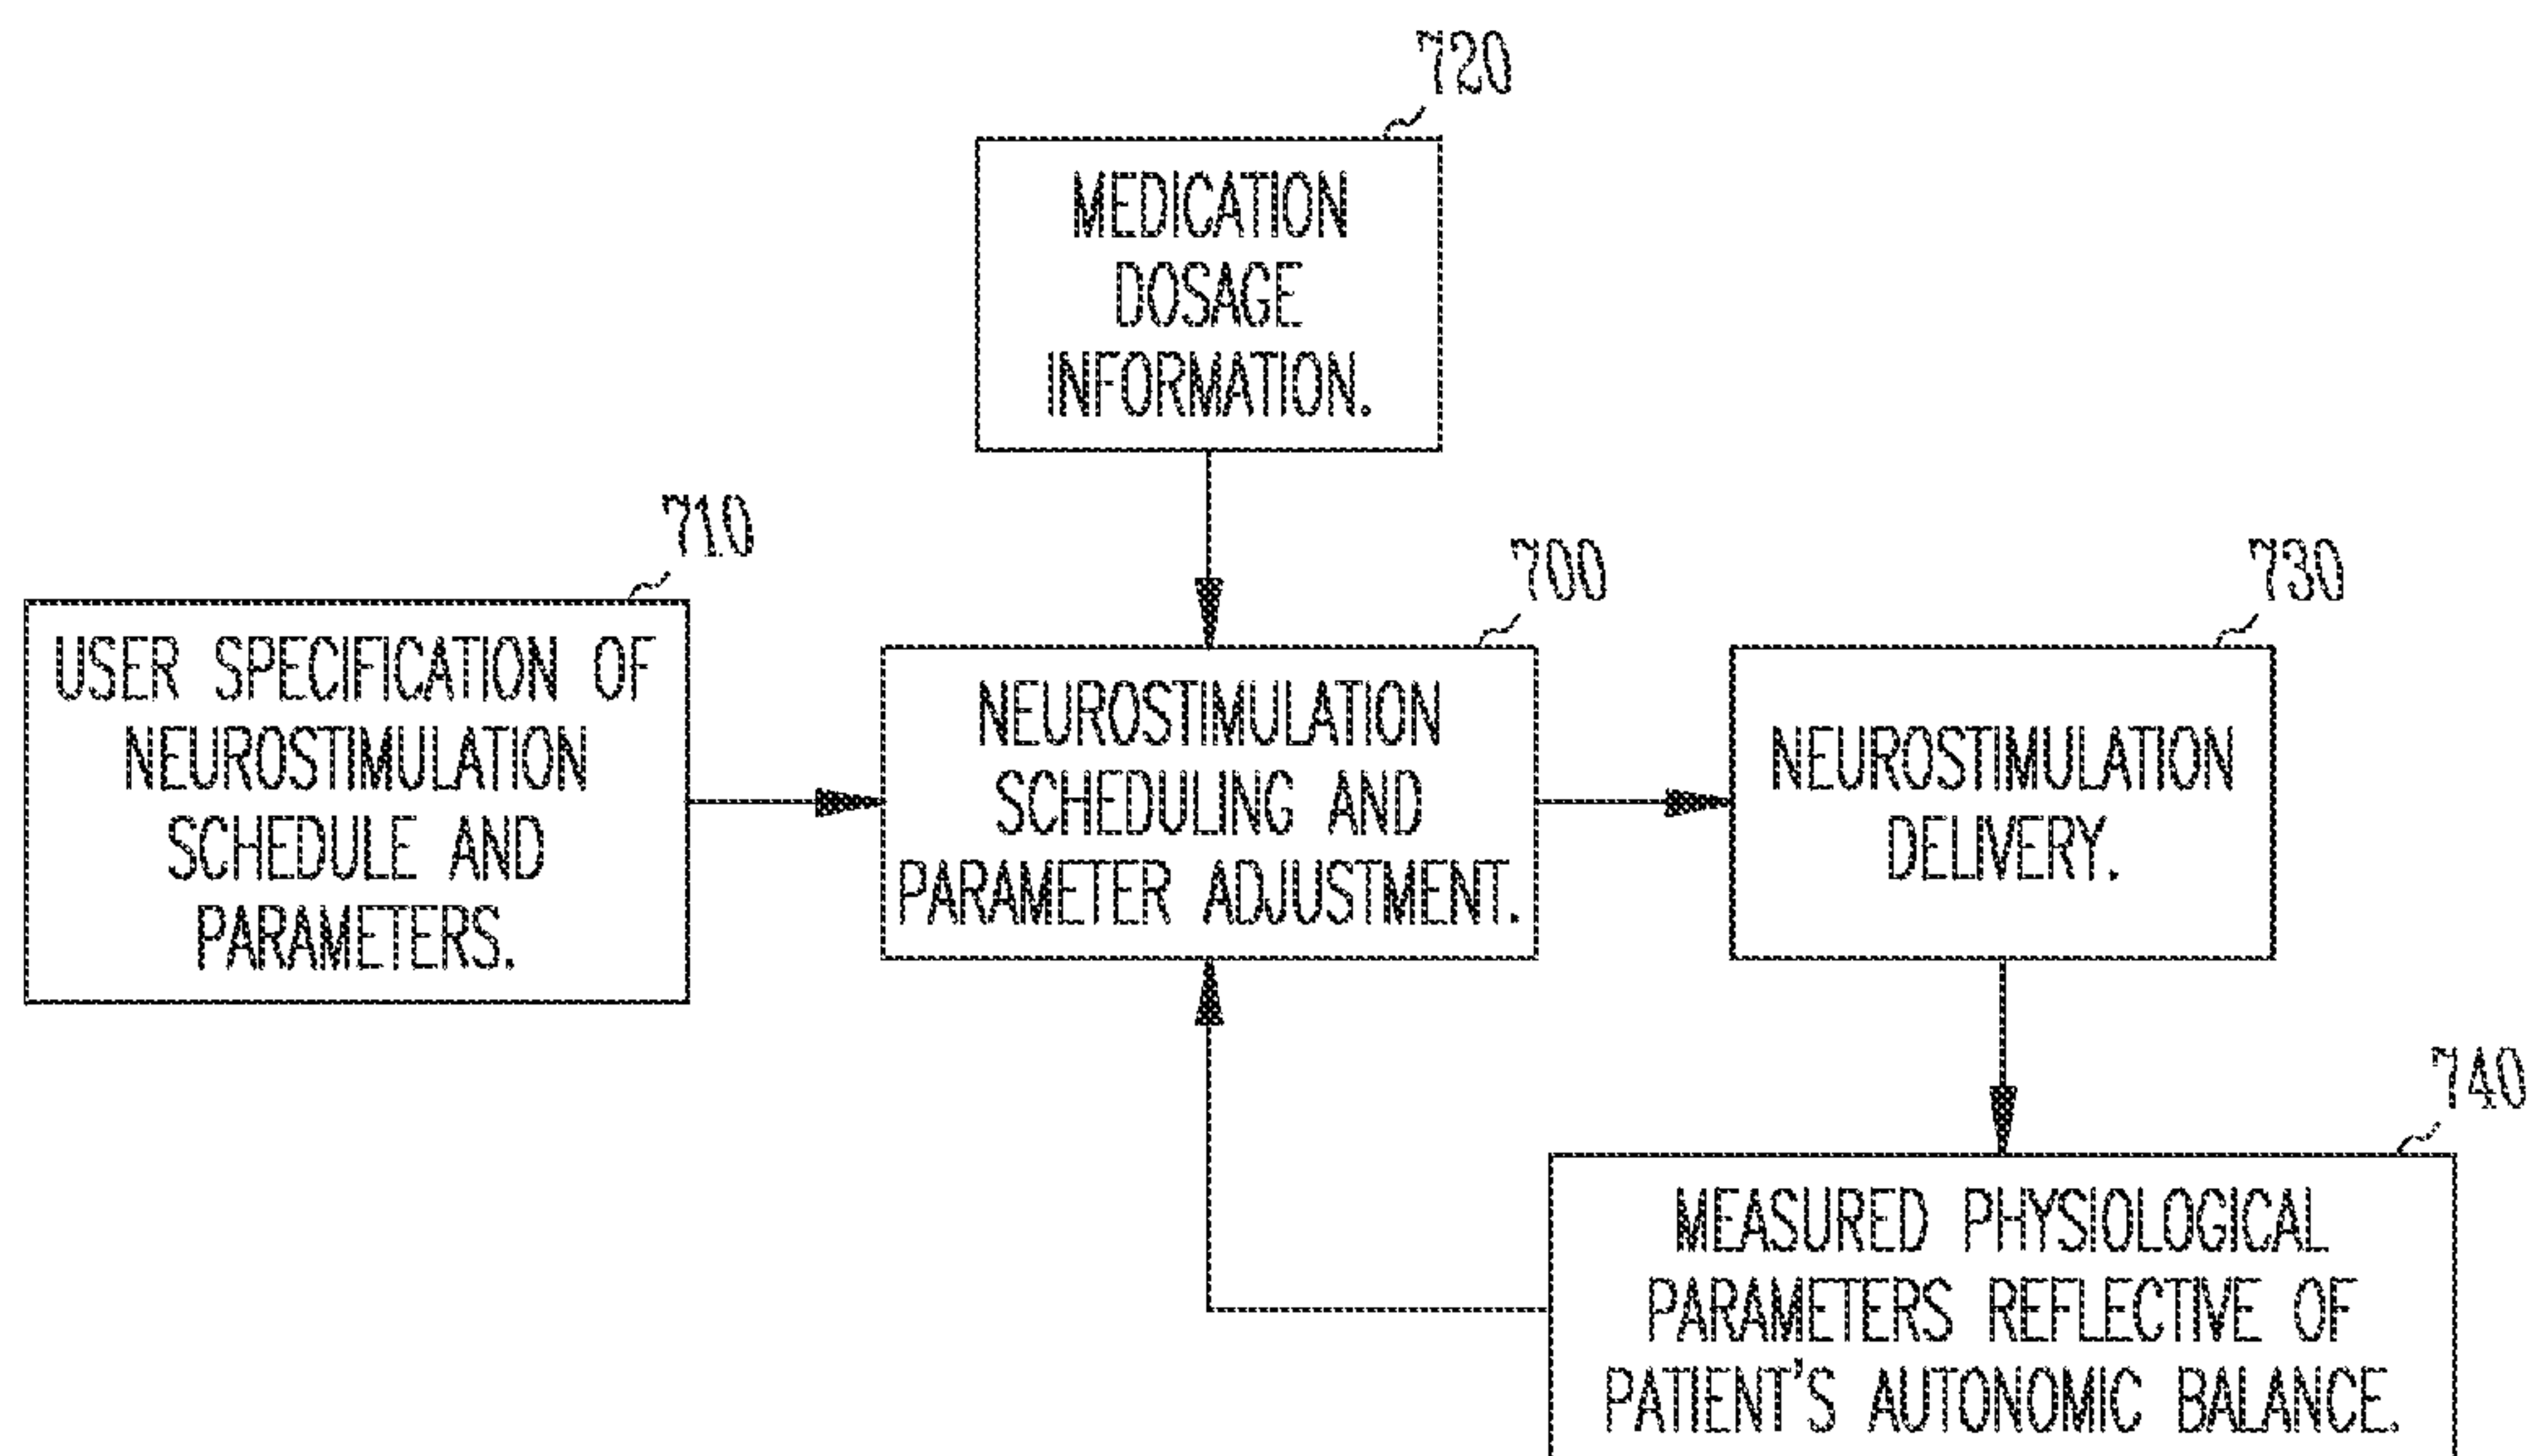 720
MEDICATION
DOSAGE
INFORMATION.
710
USER SPECIFICATION OF
NEUROSTIMULATION
SCHEDULE AND
PARAMETERS.
700
NEUROSTIMULATION
SCHEDULING AND
PARAMETER ADJUSTMENT.
730
NEUROSTIMULATION
DELIVERY.
740
MEASURED PHYSIOLOGICAL
PARAMETERS REFLECTIVE OF
PATIENT'S AUTONOMIC BALANCE.